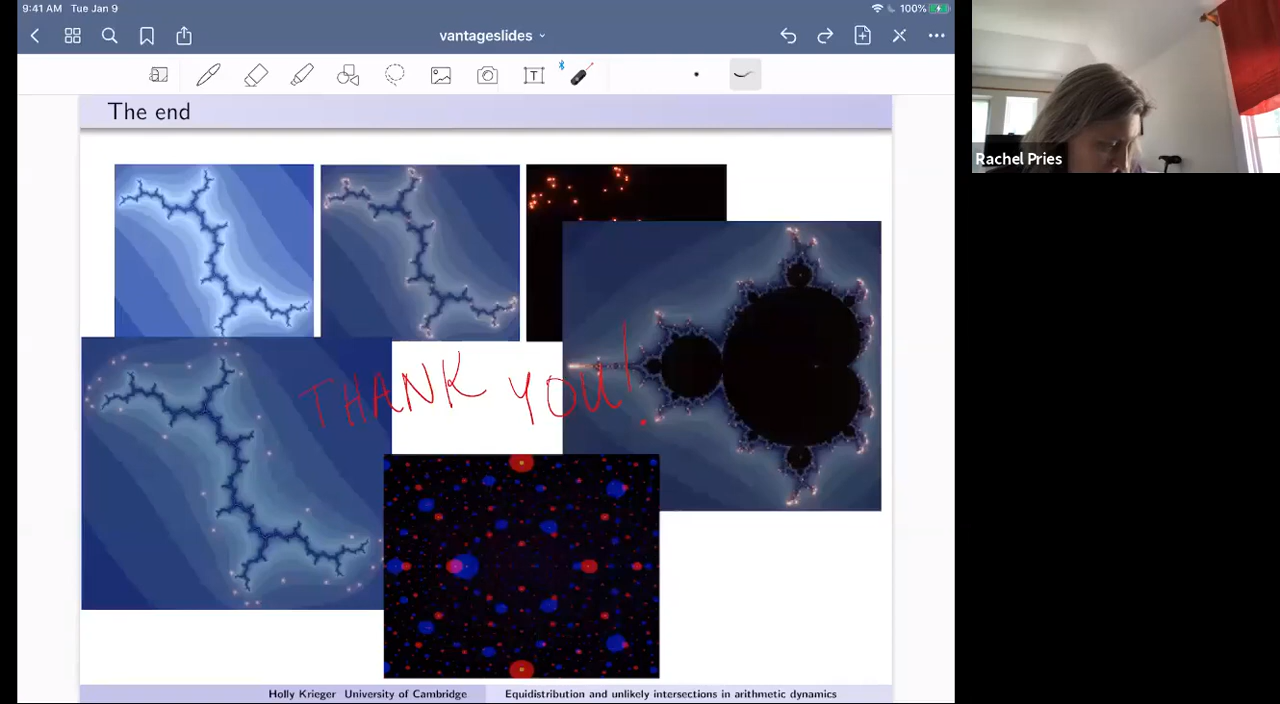 9:41 AM Tue Jan 9
100%
vantageslides
T
The end
THANK YOU!
Holly Krieger University of Cambridge
Equidistribution and unlikely intersections in arithmetic dynamics
Rachel Pries